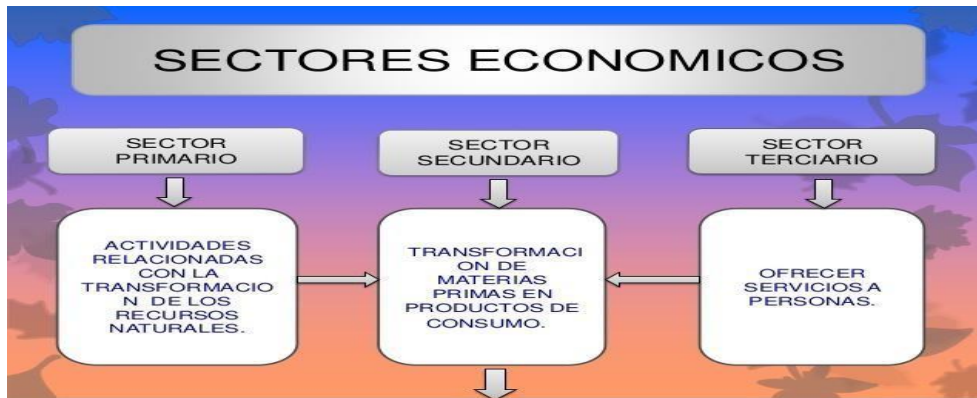 SECTORES ECONOMICOS
SECTOR
PRIMARIO
SECTOR
SECUNDARIO
SECTOR
TERCIARIO
ACTIVIDADES
RELACIONADAS
CON LA
TRANSFORMACIO
N DE LOS
RECURSOS
NATURALES.
TRANSFORMACI
ON DE
MATERIAS
PRIMAS EN
PRODUCTOS DE
CONSUMO.
OFRECER
SERVICIOS A
PERSONAS.